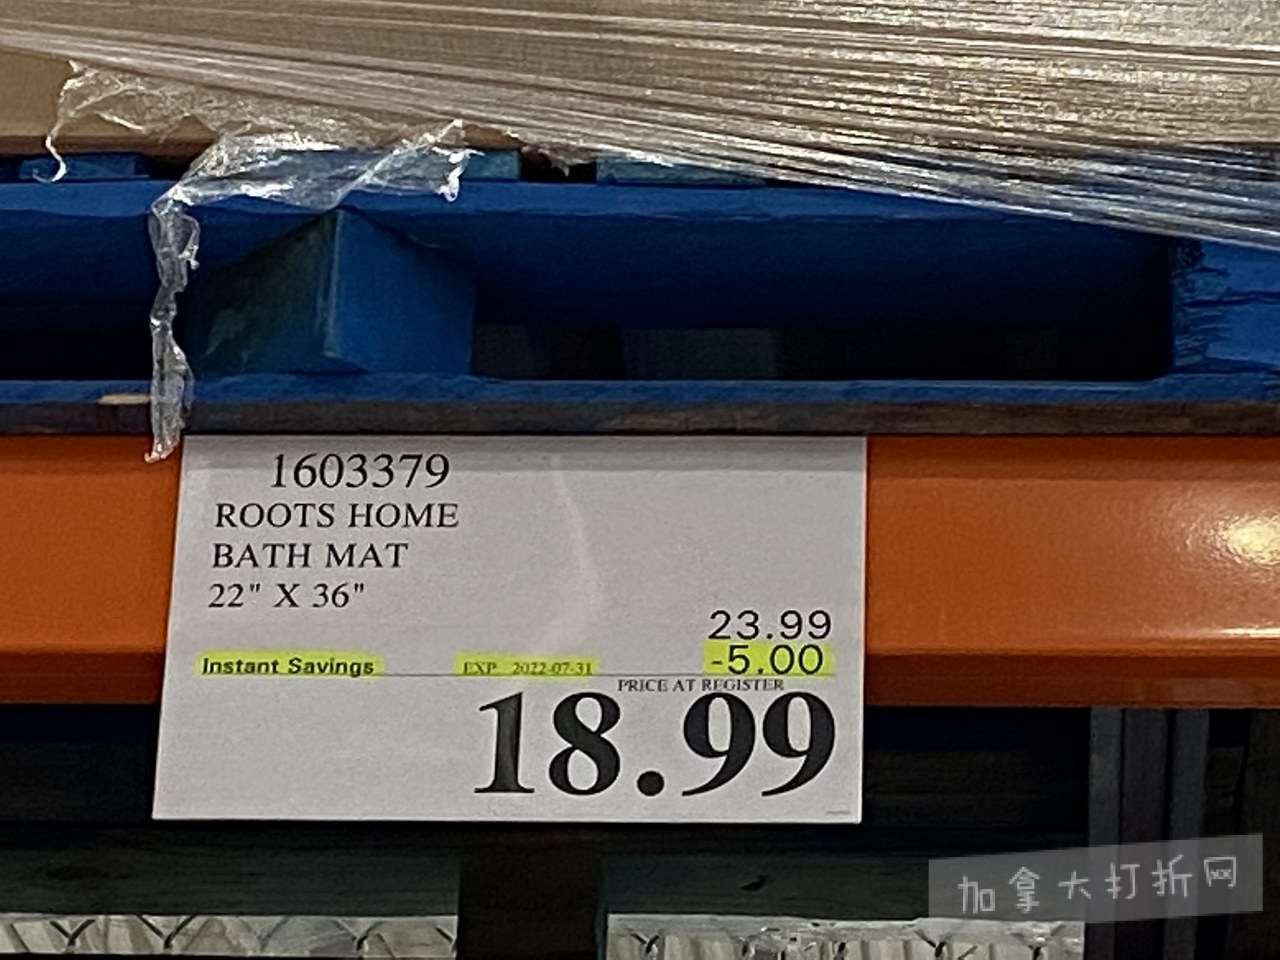 1603379
ROOTS HOME
BATH MAT
22" X 36"
23.99
Instant Savings EXP 2022-07-31 -5.00
PRICE AT REGISTER
18.99
加拿大打折网